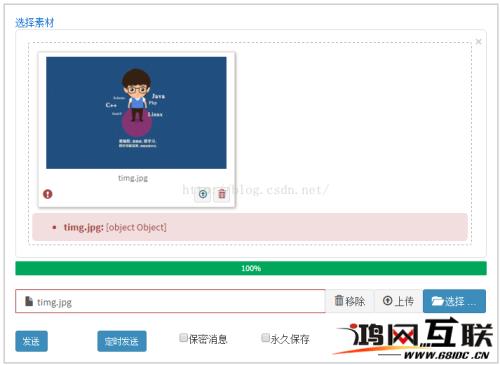 选择素材
×
Java
Php
C++
Linux
timg.jpg
blog.csdn.net/
timg.jpg: [object Object]
100%
timg.jpg
移除
上传
选择 ...
发送
定时发送
保密消息
永久保存
鸿网互联
WWW.68IDC.CN